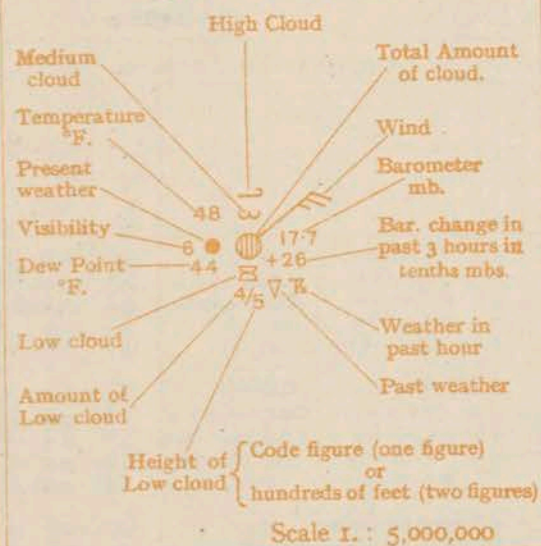 High Cloud
Medium
cloud
Total Amount
of cloud.
Temperature
°F.
Wind
Present
weather
Barometer
mb.
48
Visibility
6
17·7
Bar. change in
past 3 hours in
tenths mbs.
+26
Dew Point
°F.
44
4/5
Low cloud
Weather in
past hour
Amount of
Low cloud
Past weather
Height of
Low cloud
Code figure (one figure)
or
hundreds of feet (two figures)
Scale 1. : 5,000,000